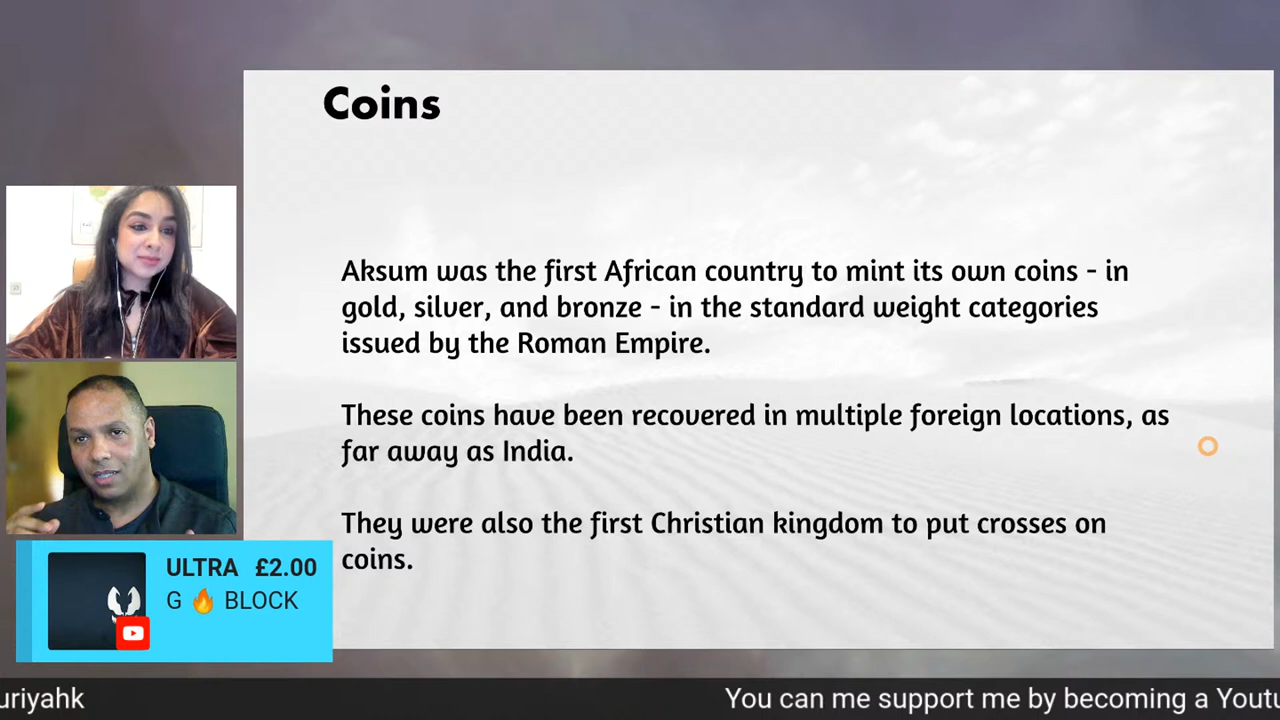 Coins
Aksum was the first African country to mint its own coins - in
gold, silver, and bronze - in the standard weight categories
issued by the Roman Empire.
These coins have been recovered in multiple foreign locations, as
far away as India.
They were also the first Christian kingdom to put crosses on
coins.
ULTRA £2.00
G 🔥 BLOCK
uriyahk
You can me support me by becoming a Youtu